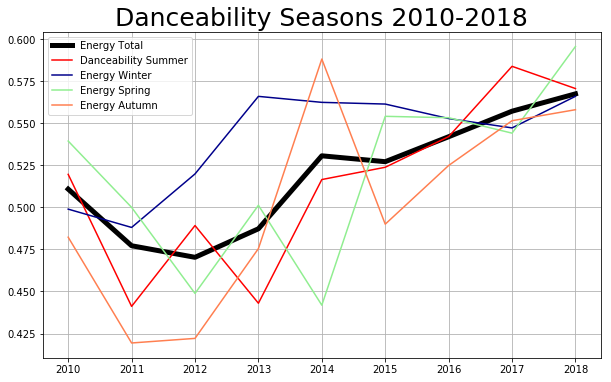 Danceability Seasons 2010-2018
Energy Total
Danceability Summer
Energy Winter
Energy Spring
Energy Autumn
0.600
0.575
0.550
0.525
0.500
0.475
0.450
0.425
2010 2011 2012 2013 2014 2015 2016 2017 2018